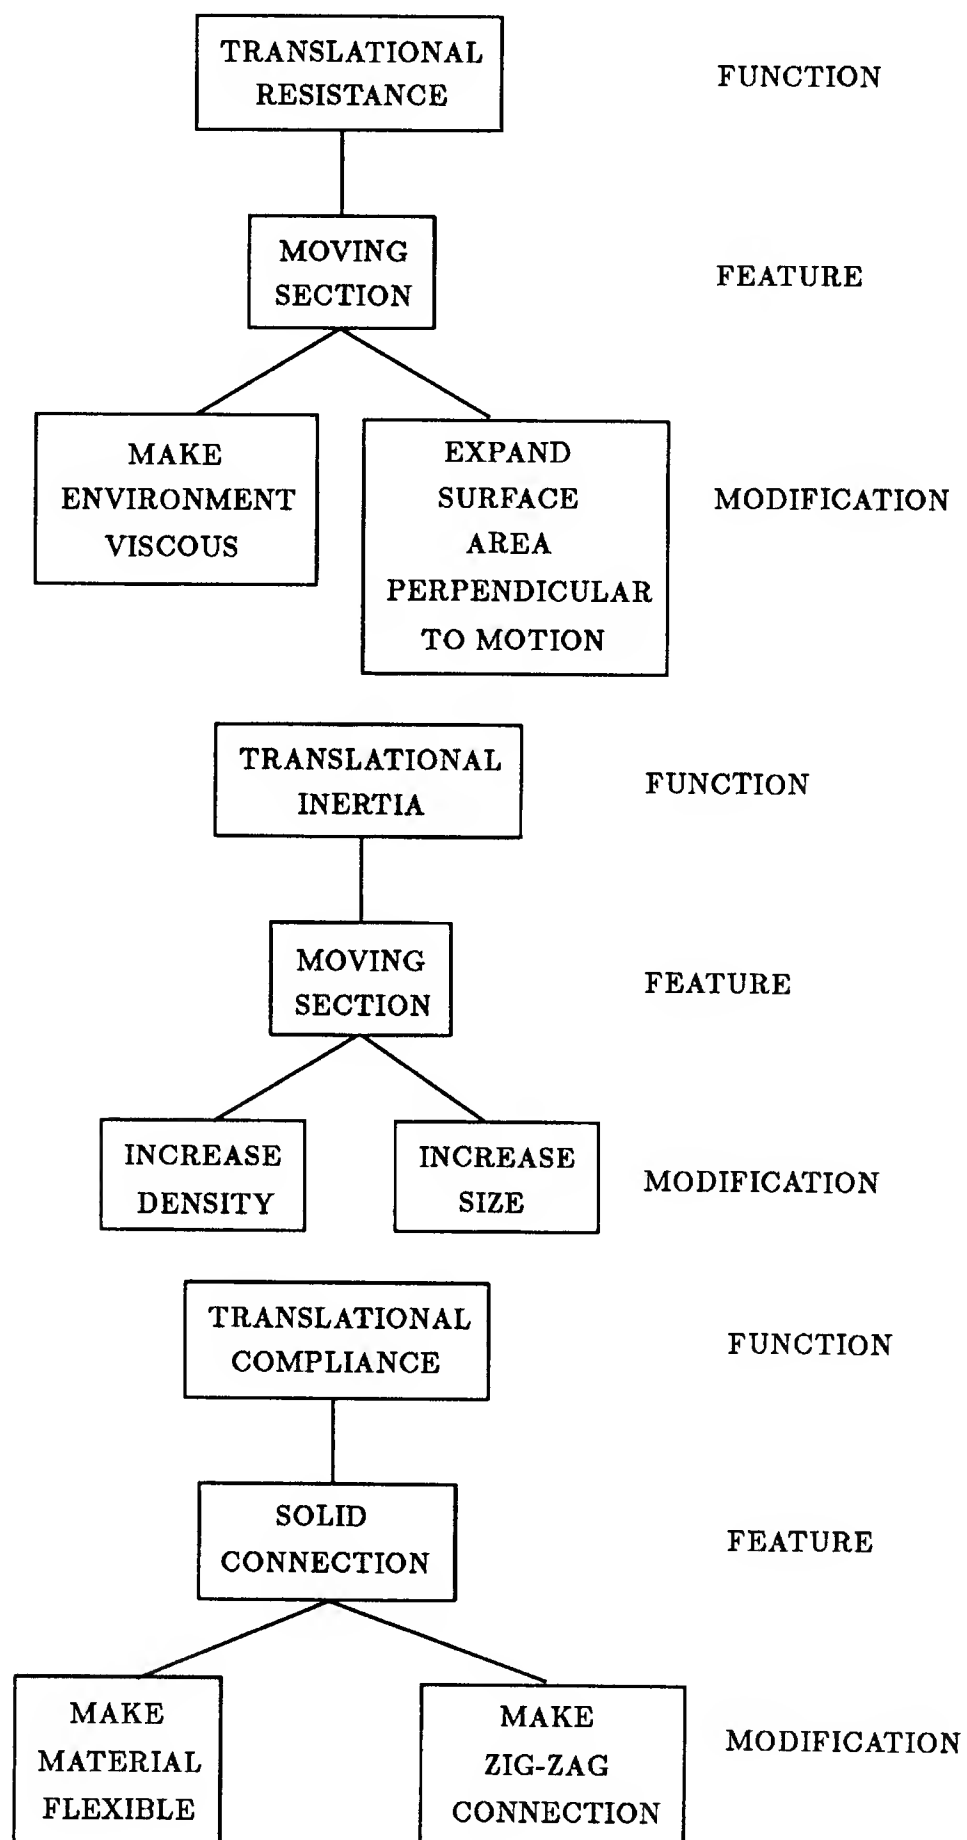 TRANSLATIONAL
RESISTANCE
FUNCTION
MOVING
SECTION
FEATURE
MAKE
ENVIRONMENT
VISCOUS
EXPAND
SURFACE
AREA
PERPENDICULAR
TO MOTION
MODIFICATION
TRANSLATIONAL
INERTIA
FUNCTION
MOVING
SECTION
FEATURE
INCREASE
DENSITY
INCREASE
SIZE
MODIFICATION
TRANSLATIONAL
COMPLIANCE
FUNCTION
SOLID
CONNECTION
FEATURE
MAKE
MATERIAL
FLEXIBLE
MAKE
ZIG-ZAG
CONNECTION
MODIFICATION